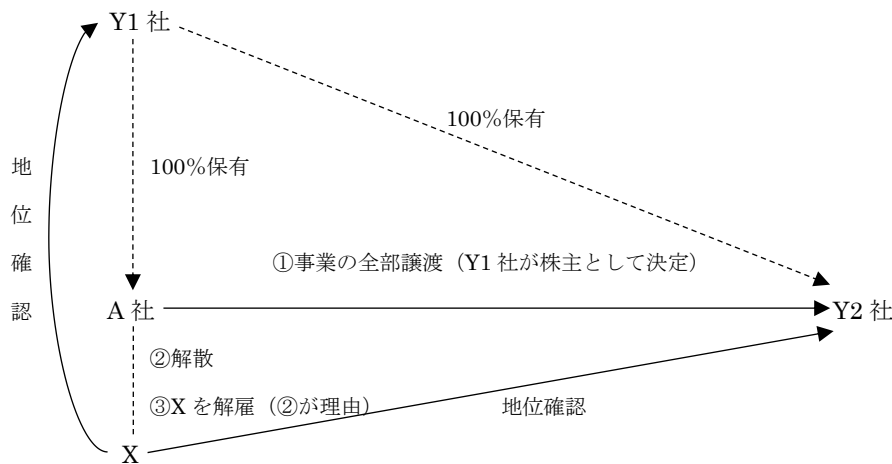 Y1 社
100%保有
100%保有
地位確認
①事業の全部譲渡（Y1 社が株主として決定）
A 社
Y2 社
②解散
③X を解雇（②が理由）
地位確認
X